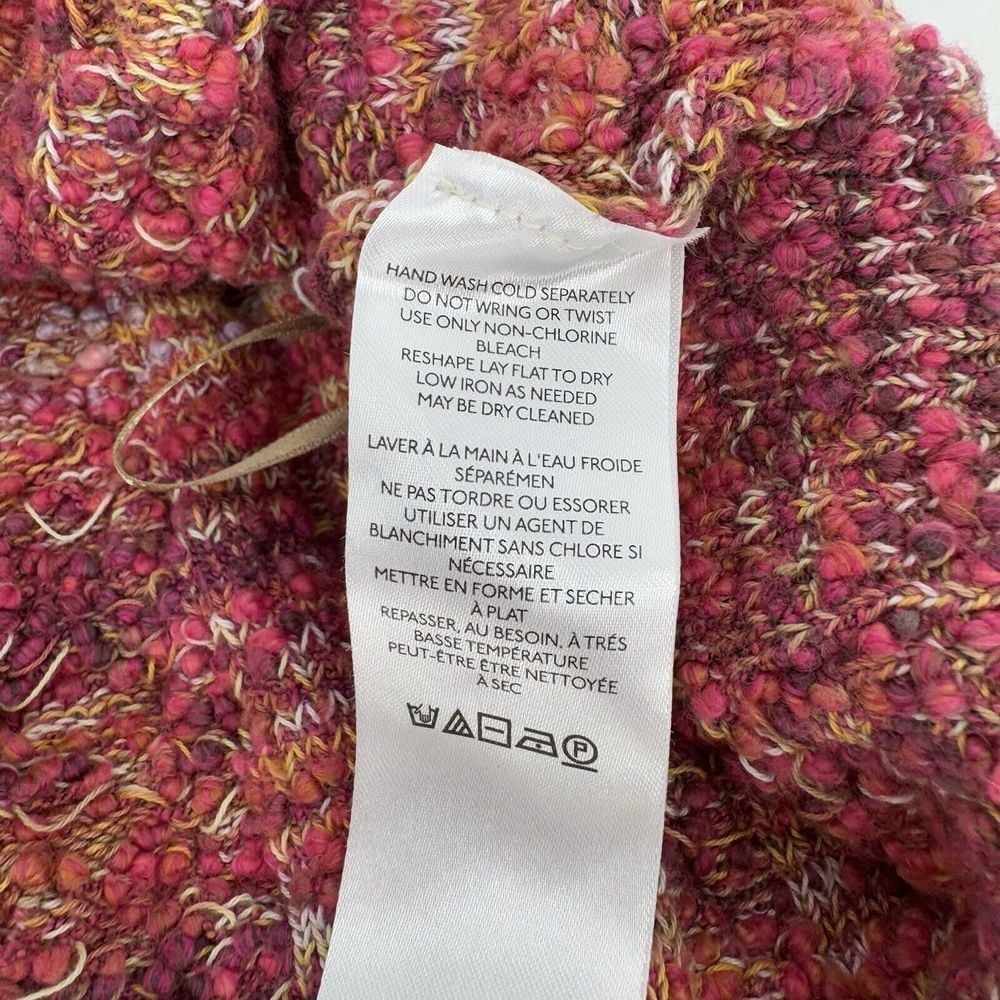 HAND WASH COLD SEPARATELY
DO NOT WRING OR TWIST
USE ONLY NON-CHLORINE
BLEACH
RESHAPE LAY FLAT TO DRY
LOW IRON AS NEEDED
MAY BE DRY CLEANED
LAVER À LA MAIN À L'EAU FROIDE
SÉPARÉMEN
NE PAS TORDRE OU ESSORER
UTILISER UN AGENT DE
BLANCHIMENT SANS CHLORE SI
NÉCESSAIRE
METTRE EN FORME ET SECHER
À PLAT
REPASSER, AU BESOIN, À TRÉS
BASSE TEMPÉRATURE
PEUT-ÊTRE ÊTRE NETTOYÉE
À SEC
P